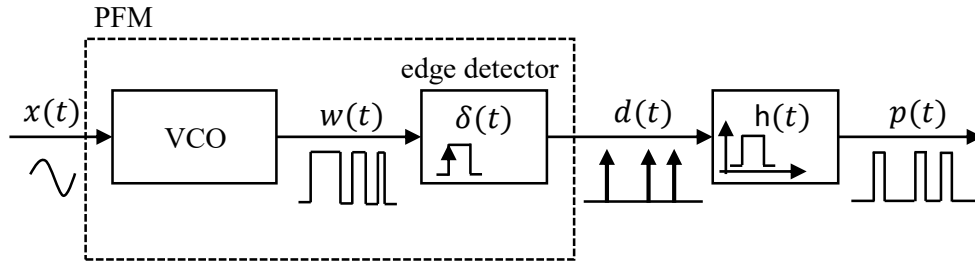 PFM
edge detector
x(t)
VCO
w(t)
δ(t)
d(t)
h(t)
p(t)